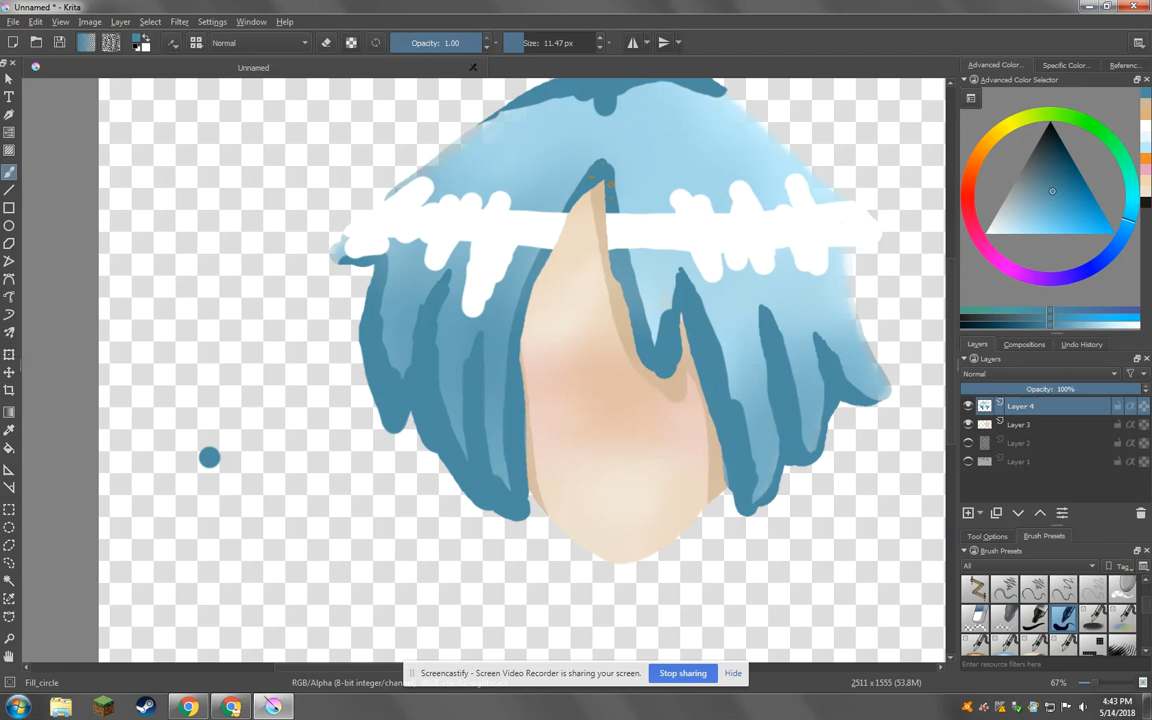 Unnamed * - Krita
File Edit View Image Layer Select Filter Settings Window Help
Normal Opacity: 1.00 Size: 11.47 px
Unnamed
Advanced Color... Specific Color... Referenc...
Advanced Color Selector
Layers Compositions Undo History
Layers
Normal
Opacity: 100%
Layer 4
Layer 3
Layer 2
Layer 1
Tool Options Brush Presets
Brush Presets
All Tag
Enter resource filters here
Screencastify - Screen Video Recorder is sharing your screen. Stop sharing Hide
Fill_circle RGB/Alpha (8-bit integer/channel) 2511 x 1555 (53.8M) 67%
4:43 PM
5/14/2018